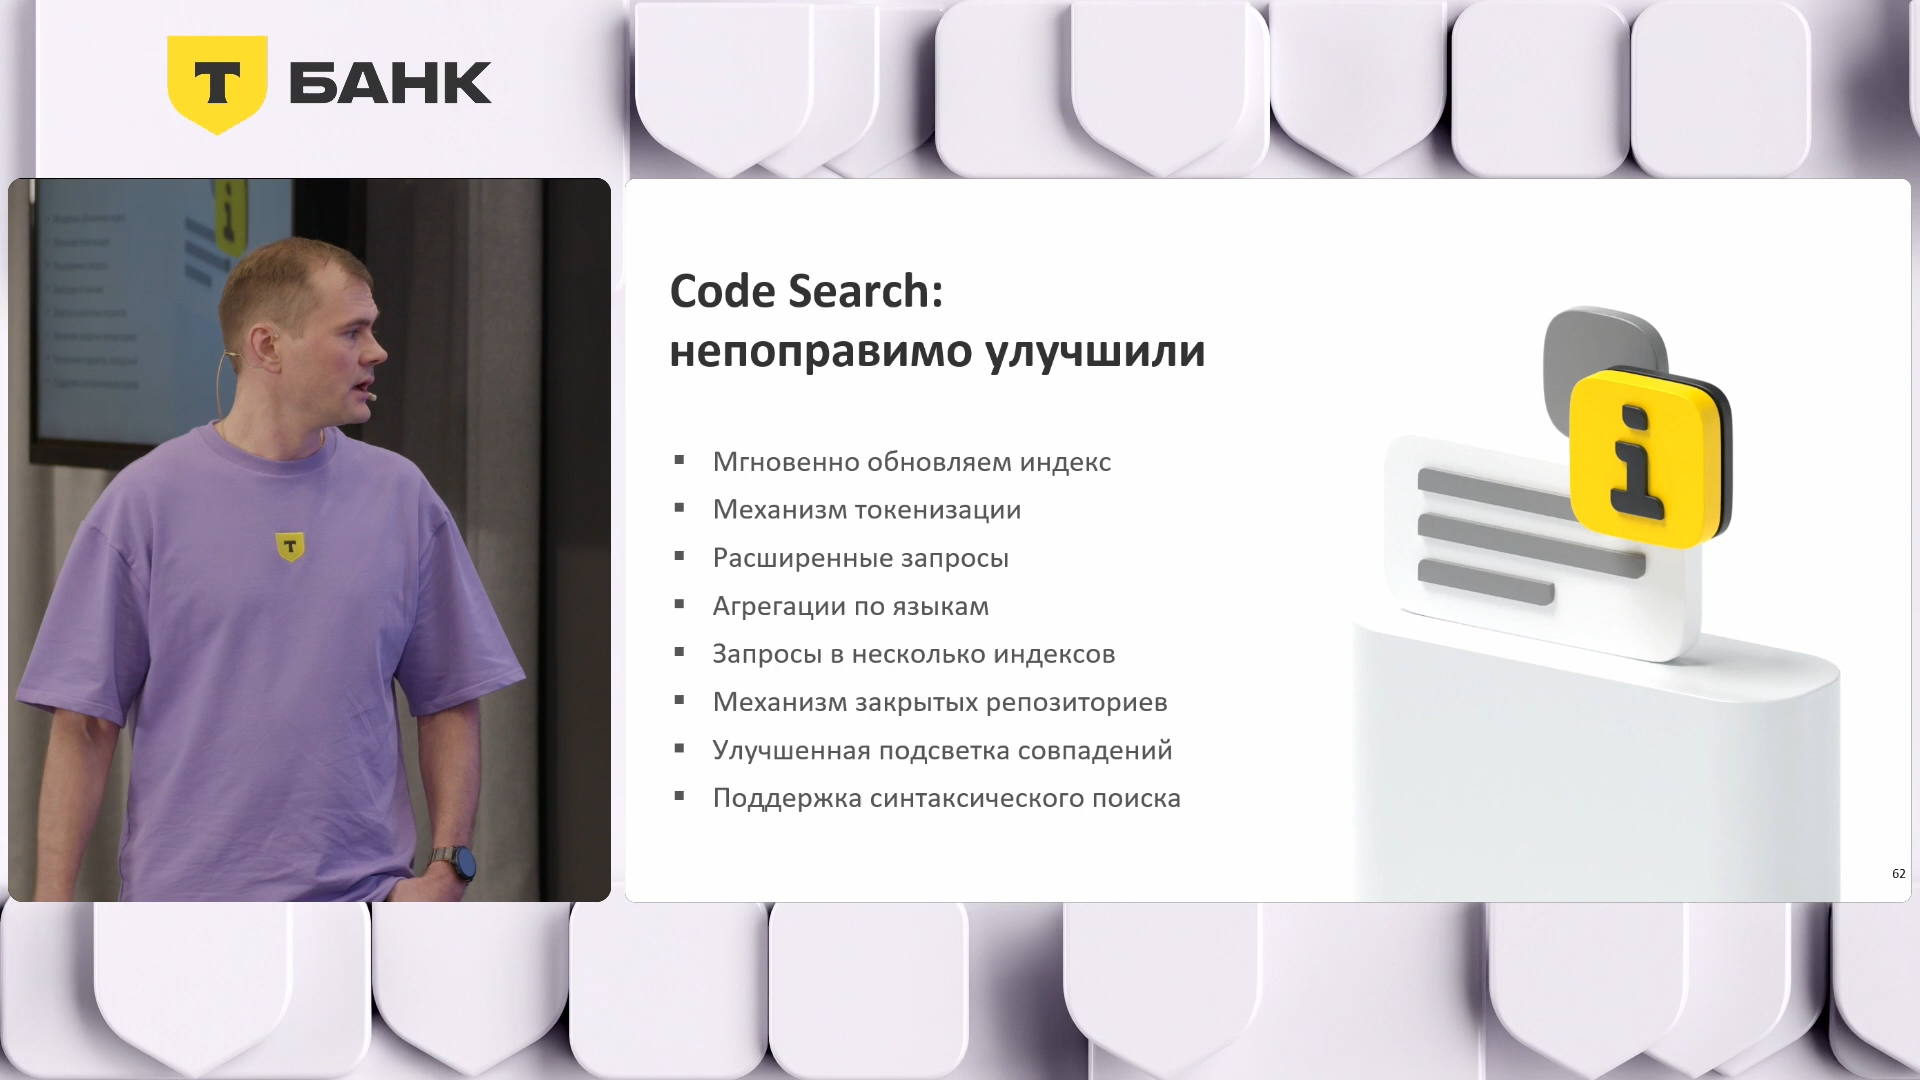 Т БАНК
Code Search:
непоправимо улучшили
▪ Мгновенно обновляем индекс
▪ Механизм токенизации
▪ Расширенные запросы
▪ Агрегации по языкам
▪ Запросы в несколько индексов
▪ Механизм закрытых репозиториев
▪ Улучшенная подсветка совпадений
▪ Поддержка синтаксического поиска
i
Т
62